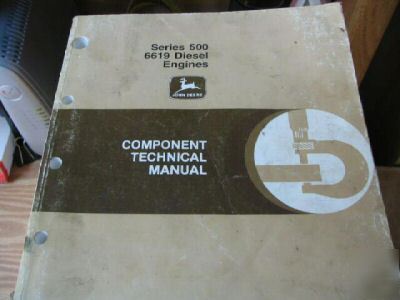 Series 500
6619 Diesel
Engines
JOHN DEERE
COMPONENT
TECHNICAL
MANUAL